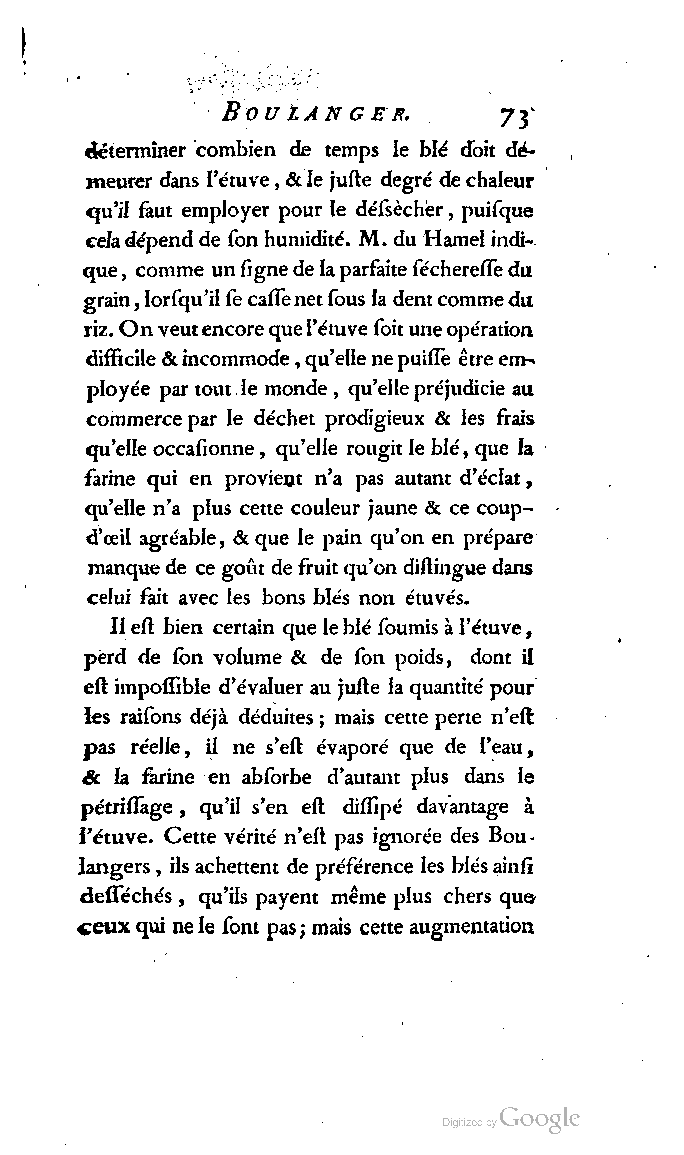 BOULANGER. 73
déterminer combien de temps le blé doit dé-
meurer dans l'étuve, & le juſte degré de chaleur
qu'il faut employer pour le déſsècher, puiſque
cela dépend de ſon humidité. M. du Hamel indi-
que, comme un ſigne de la parfaite ſéchereſſe du
grain, lorſqu'il ſe caſſe net ſous la dent comme du
riz. On veut encore que l'étuve ſoit une opération
difficile & incommode, qu'elle ne puiſſe être em-
ployée par tout le monde, qu'elle préjudicie au
commerce par le déchet prodigieux & les frais
qu'elle occaſionne, qu'elle rougit le blé, que la
farine qui en provient n'a pas autant d'éclat,
qu'elle n'a plus cette couleur jaune & ce coup-
d'œil agréable, & que le pain qu'on en prépare
manque de ce goût de fruit qu'on diſtingue dans
celui fait avec les bons blés non étuvés.
Il eſt bien certain que le blé ſoumis à l'étuve,
perd de ſon volume & de ſon poids, dont il
eſt impoſſible d'évaluer au juſte la quantité pour
les raiſons déjà déduites ; mais cette perte n'eſt
pas réelle, il ne s'eſt évaporé que de l'eau,
& la farine en abſorbe d'autant plus dans le
pétriſſage, qu'il s'en eſt diſſipé davantage à
l'étuve. Cette vérité n'eſt pas ignorée des Bou-
langers, ils achettent de préférence les blés ainſi
deſſéchés, qu'ils payent même plus chers que
ceux qui ne le ſont pas ; mais cette augmentation
Digitized by Google